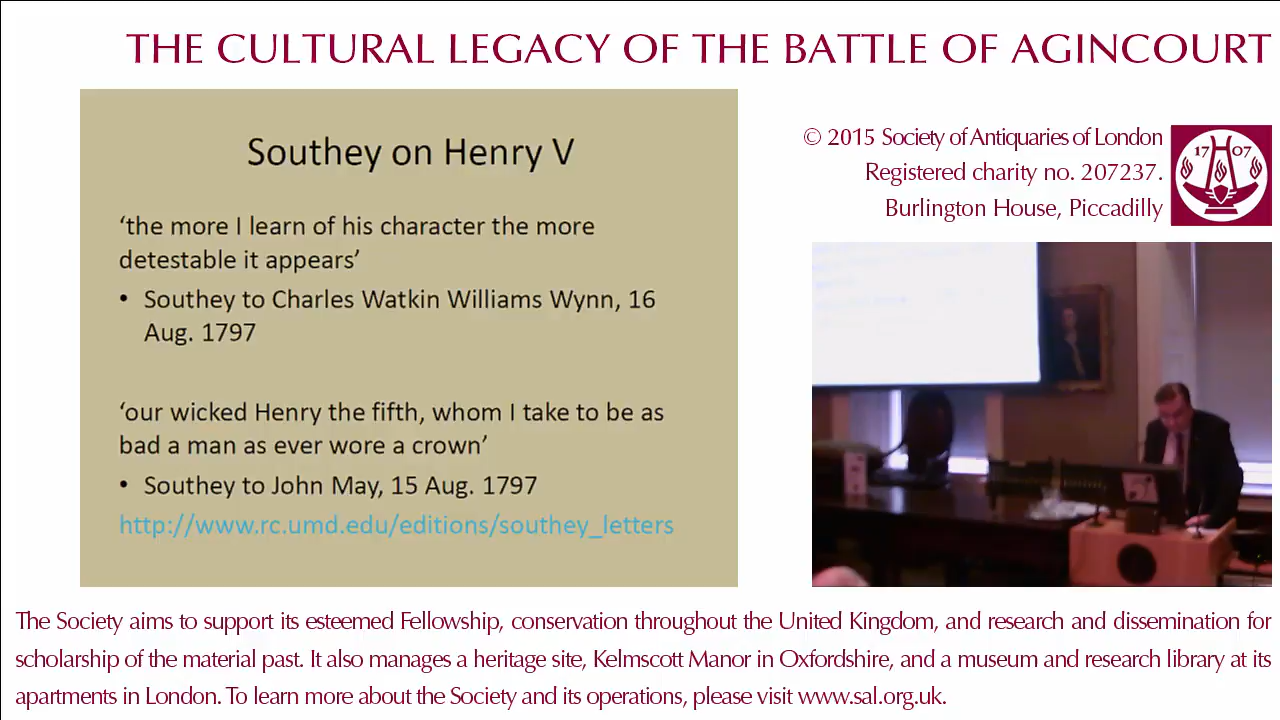 THE CULTURAL LEGACY OF THE BATTLE OF AGINCOURT
Southey on Henry V
‘the more I learn of his character the more
detestable it appears’
• Southey to Charles Watkin Williams Wynn, 16
Aug. 1797
‘our wicked Henry the fifth, whom I take to be as
bad a man as ever wore a crown’
• Southey to John May, 15 Aug. 1797
http://www.rc.umd.edu/editions/southey_letters
© 2015 Society of Antiquaries of London
Registered charity no. 207237.
Burlington House, Piccadilly
17 07
The Society aims to support its esteemed Fellowship, conservation throughout the United Kingdom, and research and dissemination for
scholarship of the material past. It also manages a heritage site, Kelmscott Manor in Oxfordshire, and a museum and research library at its
apartments in London. To learn more about the Society and its operations, please visit www.sal.org.uk.